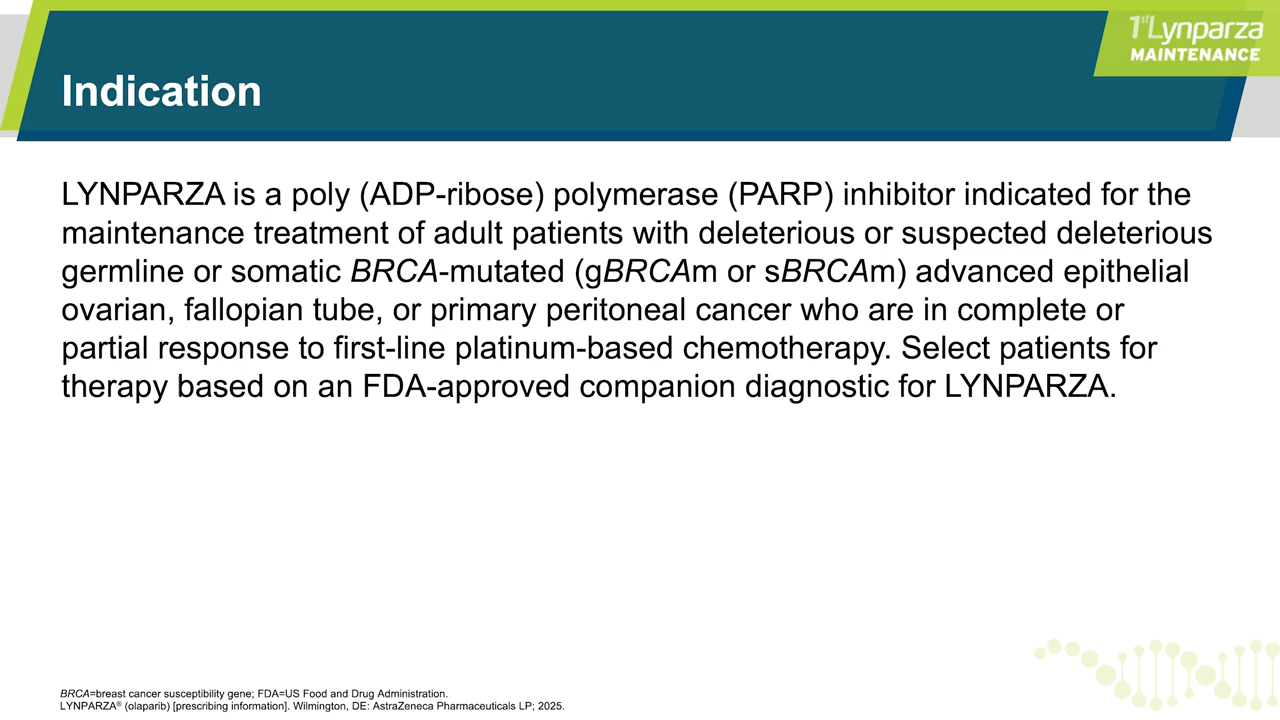 1st Lynparza
MAINTENANCE
Indication
LYNPARZA is a poly (ADP-ribose) polymerase (PARP) inhibitor indicated for the
maintenance treatment of adult patients with deleterious or suspected deleterious
germline or somatic BRCA-mutated (gBRCAm or sBRCAm) advanced epithelial
ovarian, fallopian tube, or primary peritoneal cancer who are in complete or
partial response to first-line platinum-based chemotherapy. Select patients for
therapy based on an FDA-approved companion diagnostic for LYNPARZA.
BRCA=breast cancer susceptibility gene; FDA=US Food and Drug Administration.
LYNPARZA® (olaparib) [prescribing information]. Wilmington, DE: AstraZeneca Pharmaceuticals LP; 2025.